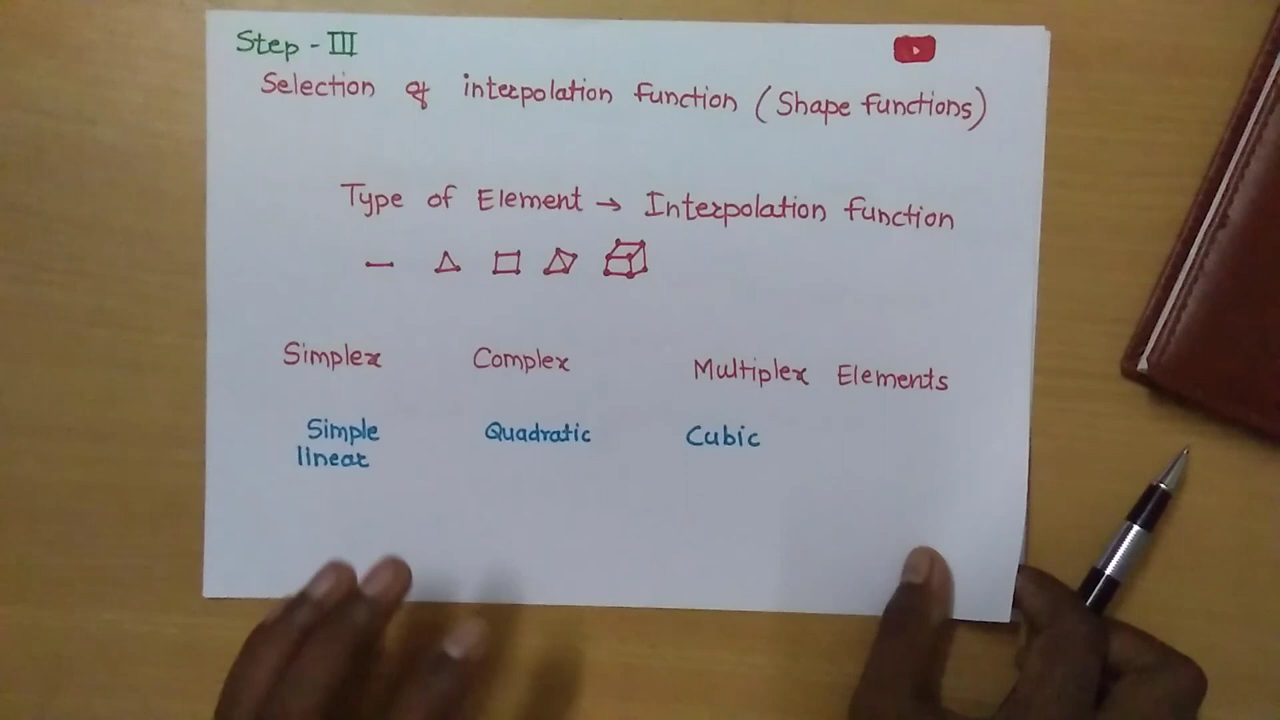 Step - III
Selection of interpolation function (Shape functions)
Type of Element → Interpolation function
Simplex Complex Multiplex Elements
Simple Quadratic Cubic
linear